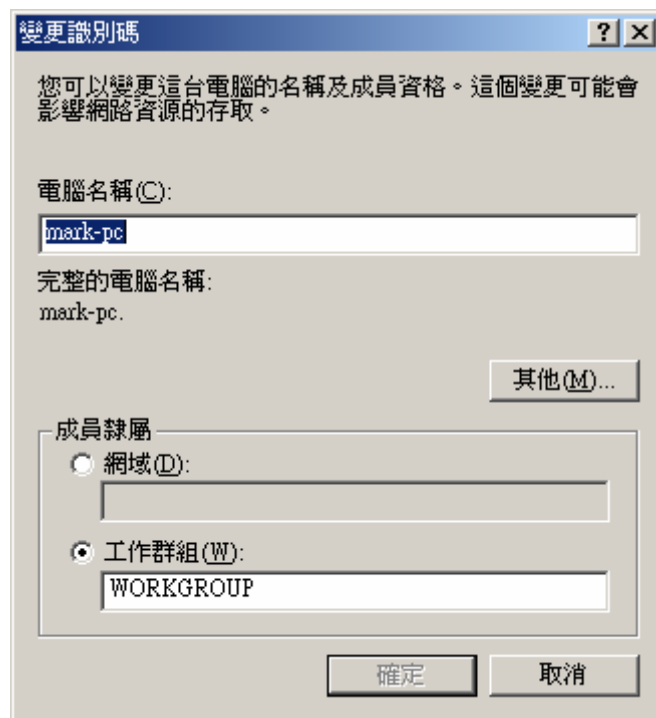 變更識別碼
您可以變更這台電腦的名稱及成員資格。這個變更可能會
影響網路資源的存取。
電腦名稱(C):
mark-pc
完整的電腦名稱:
mark-pc.
其他(M)...
成員隸屬
網域(D):
工作群組(W):
WORKGROUP
確定
取消